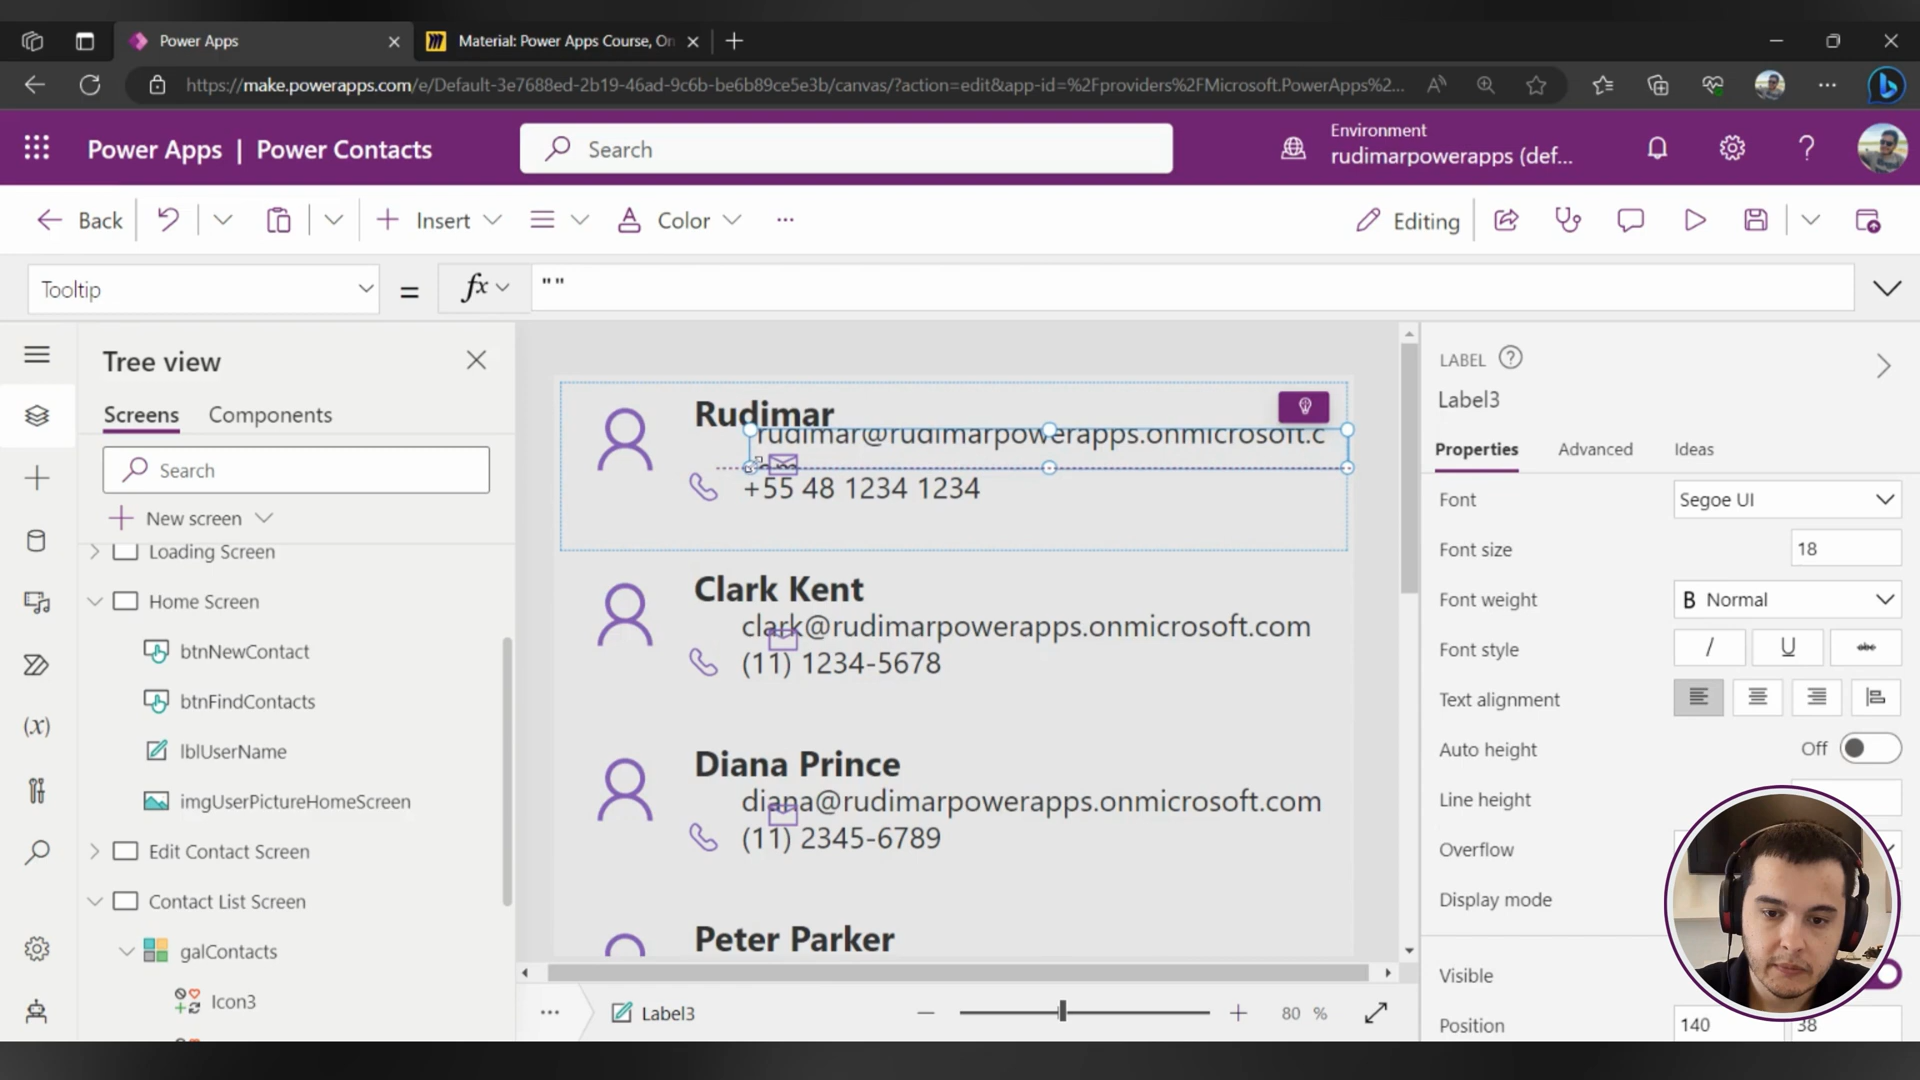 Power Apps
Material: Power Apps Course, On
https://make.powerapps.com/e/Default-3e7688ed-2b19-46ad-9c6b-be6b89ce5e3b/canvas/?action=edit&app-id=%2Fproviders%2FMicrosoft.PowerApps%2...
Power Apps | Power Contacts
Search
Environment
rudimarpowerapps (def...
Back
Insert
Color
...
Editing
Tooltip
=
fx
""
Tree view
Screens
Components
Search
New screen
Loading Screen
Home Screen
btnNewContact
btnFindContacts
lblUserName
imgUserPictureHomeScreen
Edit Contact Screen
Contact List Screen
galContacts
Icon3
Rudimar
rudimar@rudimarpowerapps.onmicrosoft.c
+55 48 1234 1234
Clark Kent
clark@rudimarpowerapps.onmicrosoft.com
(11) 1234-5678
Diana Prince
diana@rudimarpowerapps.onmicrosoft.com
(11) 2345-6789
Peter Parker
Label3
80 %
LABEL
Label3
Properties
Advanced
Ideas
Font
Segoe UI
Font size
18
Font weight
B Normal
Font style
/
U
abc
Text alignment
Auto height
Off
Line height
Overflow
Display mode
Visible
Position
140
38